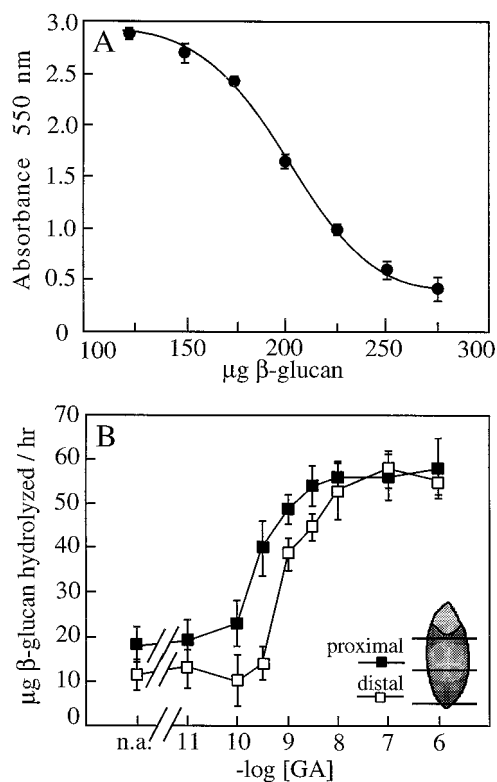 A
Absorbance 550 nm
3.0
2.5
2.0
1.5
1.0
0.5
0
100 150 200 250 300
µg β-glucan
B
µg β-glucan hydrolyzed / hr
70
60
50
40
30
20
10
0
proximal
distal
n.a. 11 10 9 8 7 6
-log [GA]